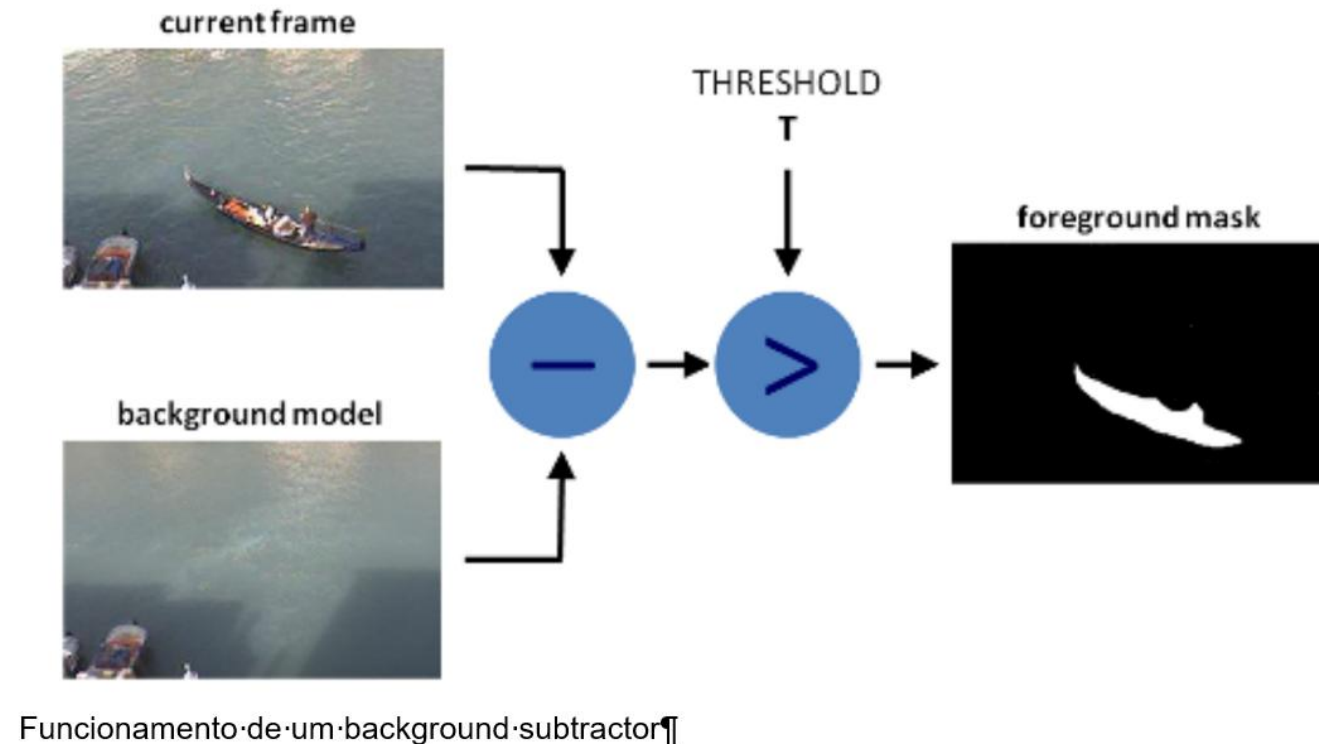 current frame
THRESHOLD
T
foreground mask
background model
Funcionamento·de·um·background·subtractor¶